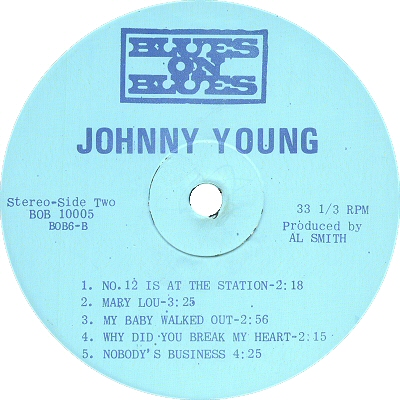 BLUES
ON
BLUES
JOHNNY YOUNG
Stereo-Side Two
BOB 10005
BOB6-B
33 1/3 RPM
Produced by
AL SMITH
1. NO.12 IS AT THE STATION-2:18
2. MARY LOU-3:25
3. MY BABY WALKED OUT-2:56
4. WHY DID YOU BREAK MY HEART-2:15
5. NOBODY'S BUSINESS 4:25